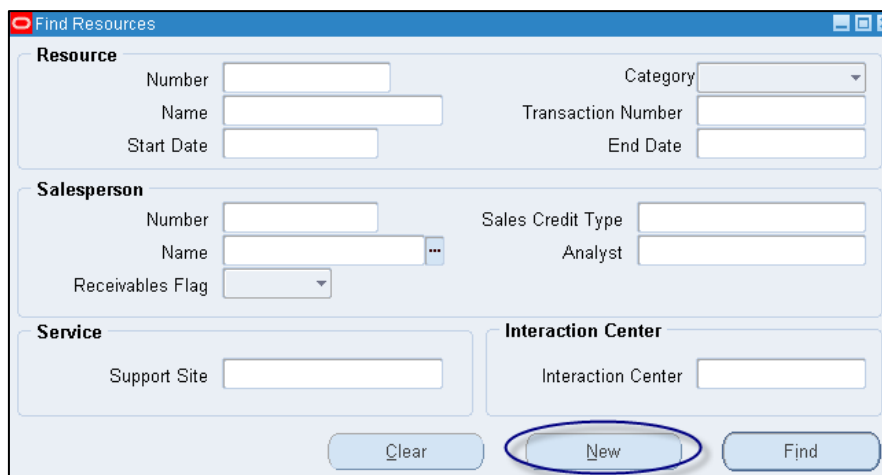 Find Resources
Resource
Number
Category
Name
Transaction Number
Start Date
End Date
Salesperson
Number
Sales Credit Type
Name
...
Analyst
Receivables Flag
Service
Interaction Center
Support Site
Interaction Center
Clear
New
Find